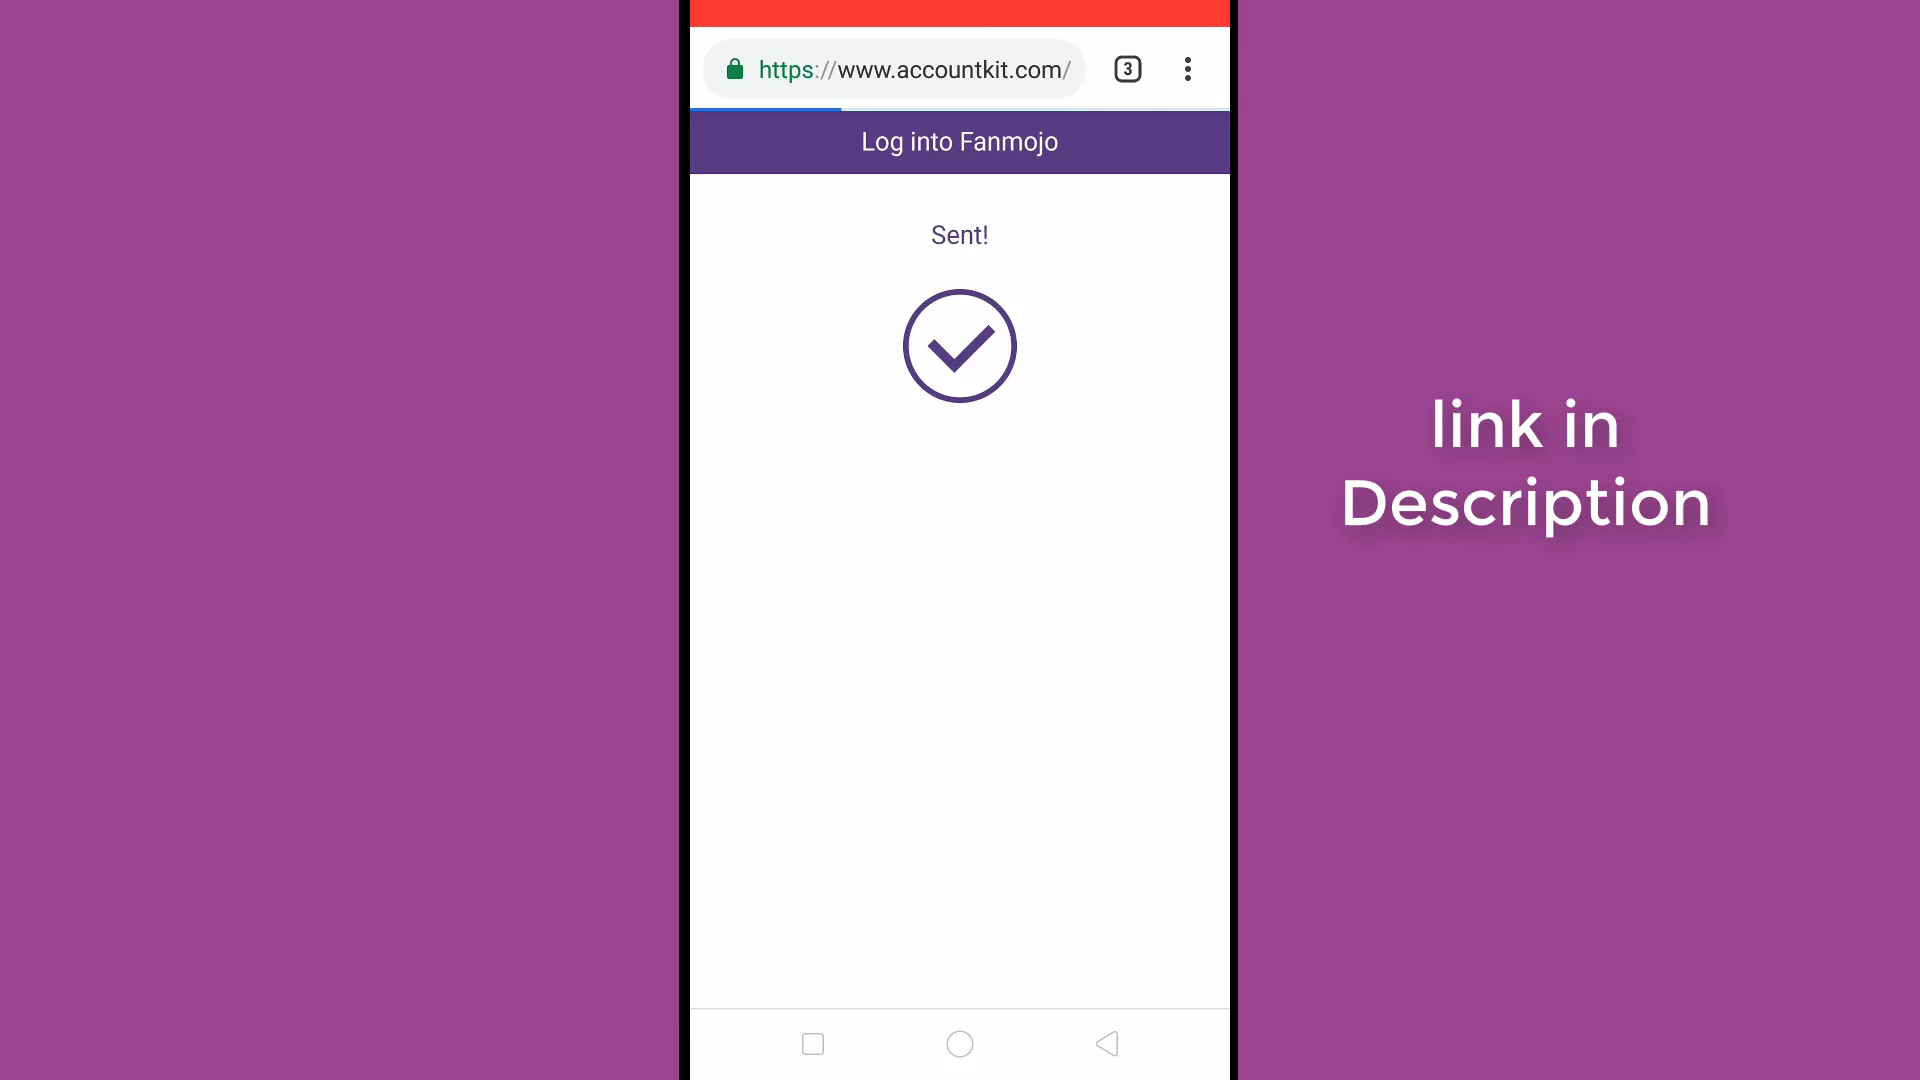 https://www.accountkit.com/
3
Log into Fanmojo
Sent!
link in
Description